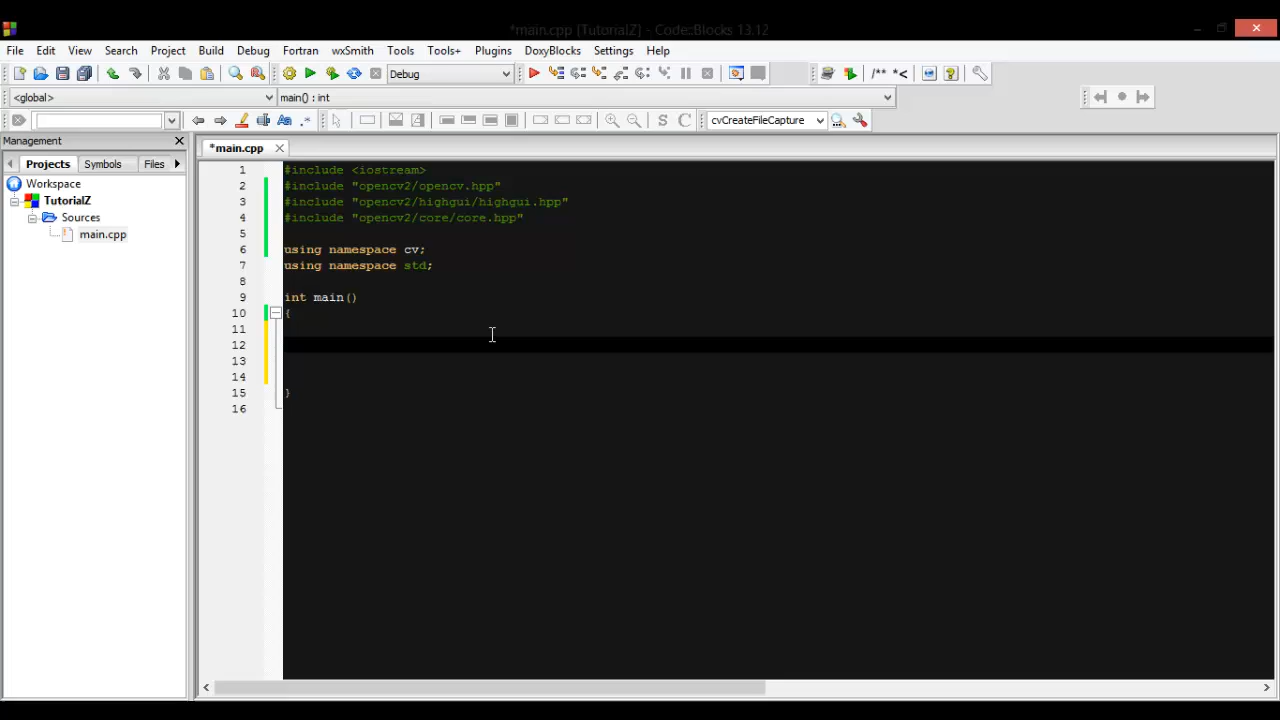 *main.cpp [TutorialZ] - Code::Blocks 13.12
File Edit View Search Project Build Debug Fortran wxSmith Tools Tools+ Plugins DoxyBlocks Settings Help
Debug /** *<
<global> main() : int
.* S C cvCreateFileCapture
Management *main.cpp
Projects Symbols Files
Workspace
TutorialZ
Sources
main.cpp
1 #include <iostream>
2 #include "opencv2/opencv.hpp"
3 #include "opencv2/highgui/highgui.hpp"
4 #include "opencv2/core/core.hpp"
5
6 using namespace cv;
7 using namespace std;
8
9 int main()
10 {
11
12
13
14
15 }
16